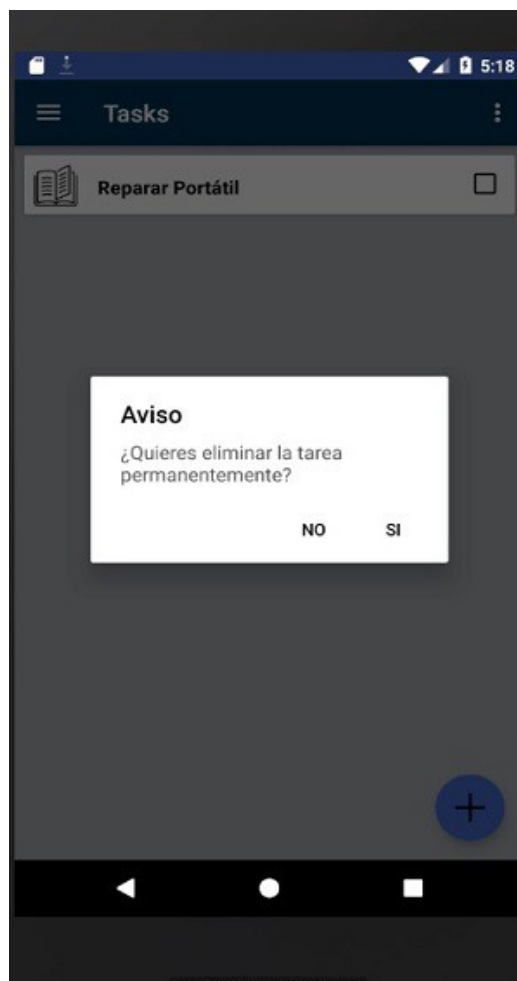 5:18
Tasks
Reparar Portátil
Aviso
¿Quieres eliminar la tarea
permanentemente?
NO SI